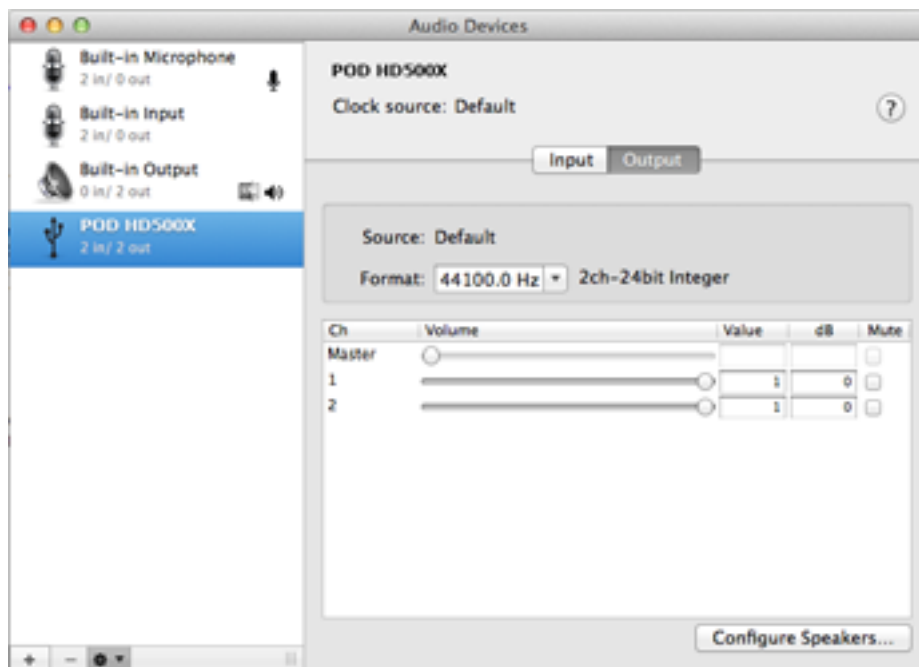 Audio Devices
Built-in Microphone
2 in/ 0 out
Built-in Input
2 in/ 0 out
Built-in Output
0 in/ 2 out
POD HD500X
2 in/ 2 out
POD HD500X
Clock source: Default
?
Input Output
Source: Default
Format: 44100.0 Hz 2ch-24bit Integer
Ch Volume Value dB Mute
Master
1 1 0
2 1 0
Configure Speakers...